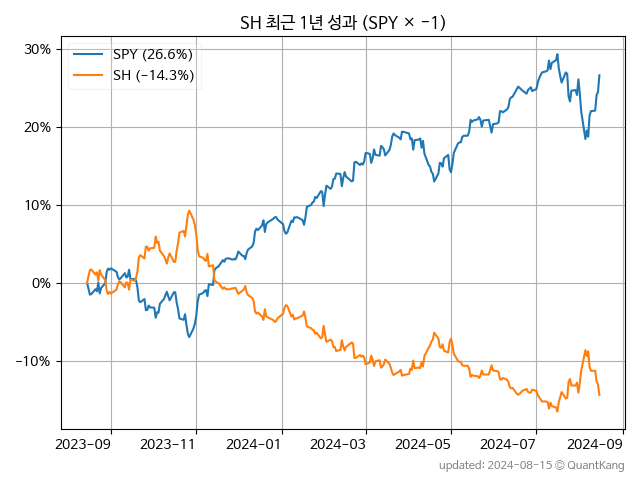 SH 최근 1년 성과 (SPY × −1)
SPY (26.6%)
SH (−14.3%)
30%
20%
10%
0%
−10%
2023-09 2023-11 2024-01 2024-03 2024-05 2024-07 2024-09
updated: 2024-08-15 © QuantKang